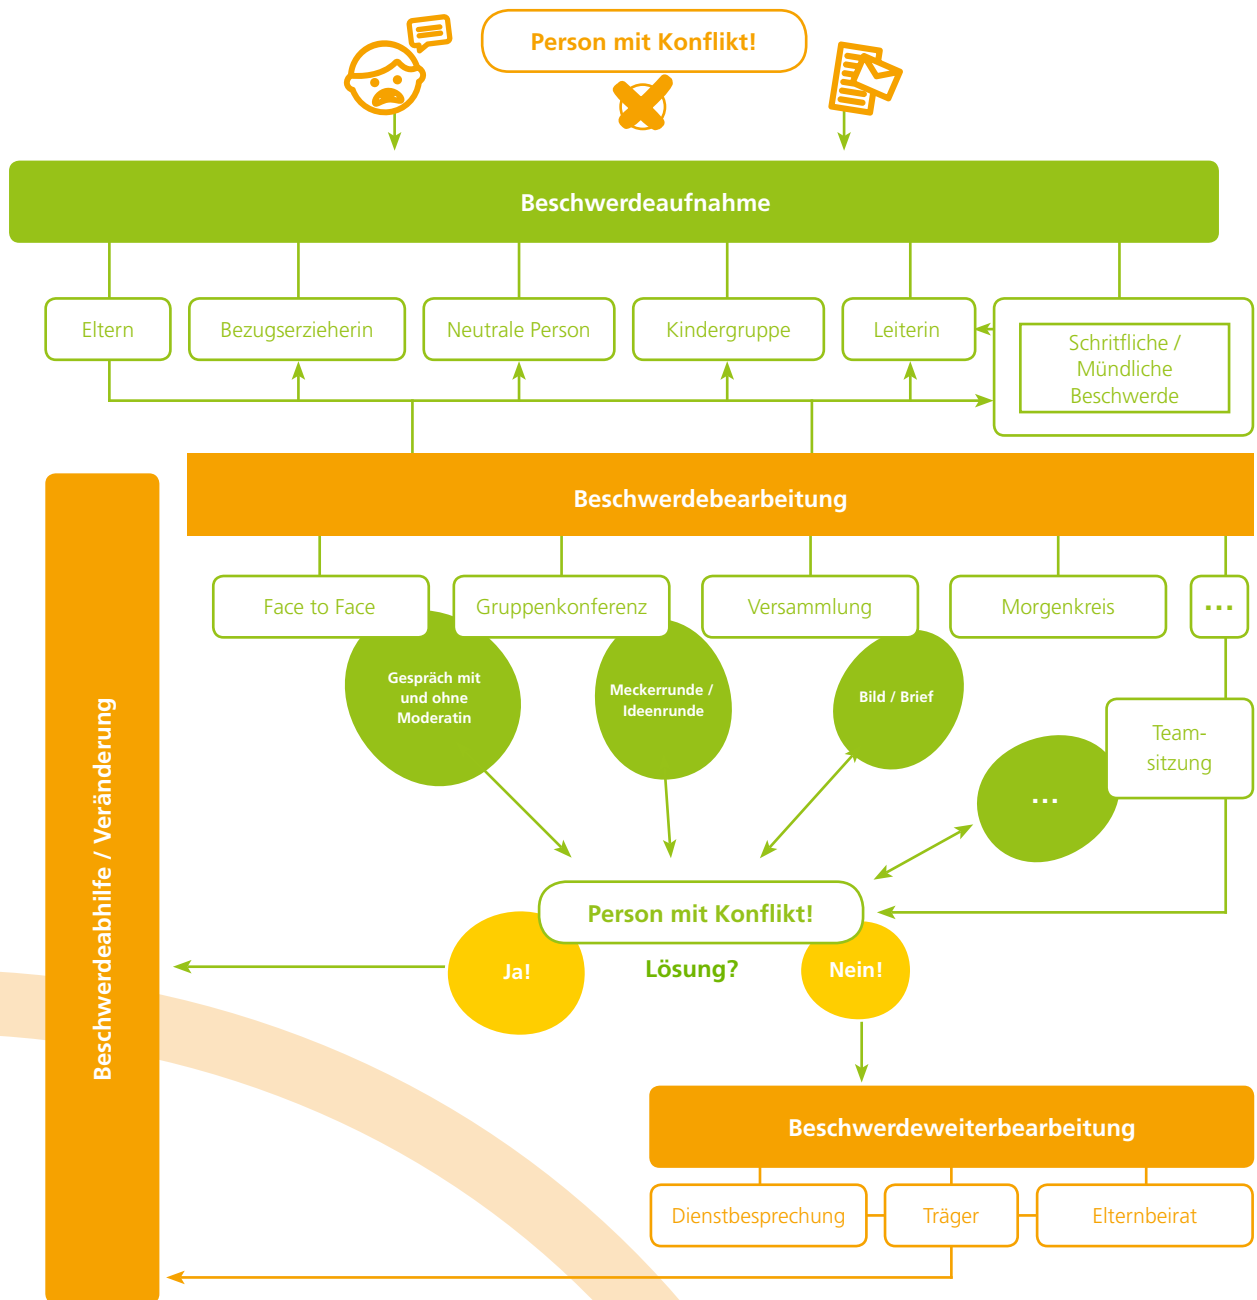 Person mit Konflikt!
Beschwerdeaufnahme
Eltern
Bezugserzieherin
Neutrale Person
Kindergruppe
Leiterin
Schritfliche /
Mündliche
Beschwerde
Beschwerdebearbeitung
Face to Face
Gruppenkonferenz
Versammlung
Morgenkreis
...
Gespräch mit
und ohne
Moderatin
Meckerrunde /
Ideenrunde
Bild / Brief
...
Team-
sitzung
Person mit Konflikt!
Ja!
Lösung?
Nein!
Beschwerdeabhilfe / Veränderung
Beschwerdeweiterbearbeitung
Dienstbesprechung
Träger
Elternbeirat